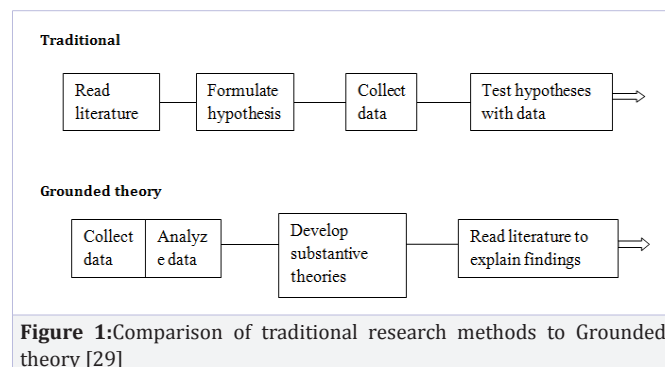 Traditional
Read
literature
Formulate
hypothesis
Collect
data
Test hypotheses
with data
Grounded theory
Collect
data
Analyz
e data
Develop
substantive
theories
Read literature to
explain findings
Figure 1:Comparison of traditional research methods to Grounded
theory [29]